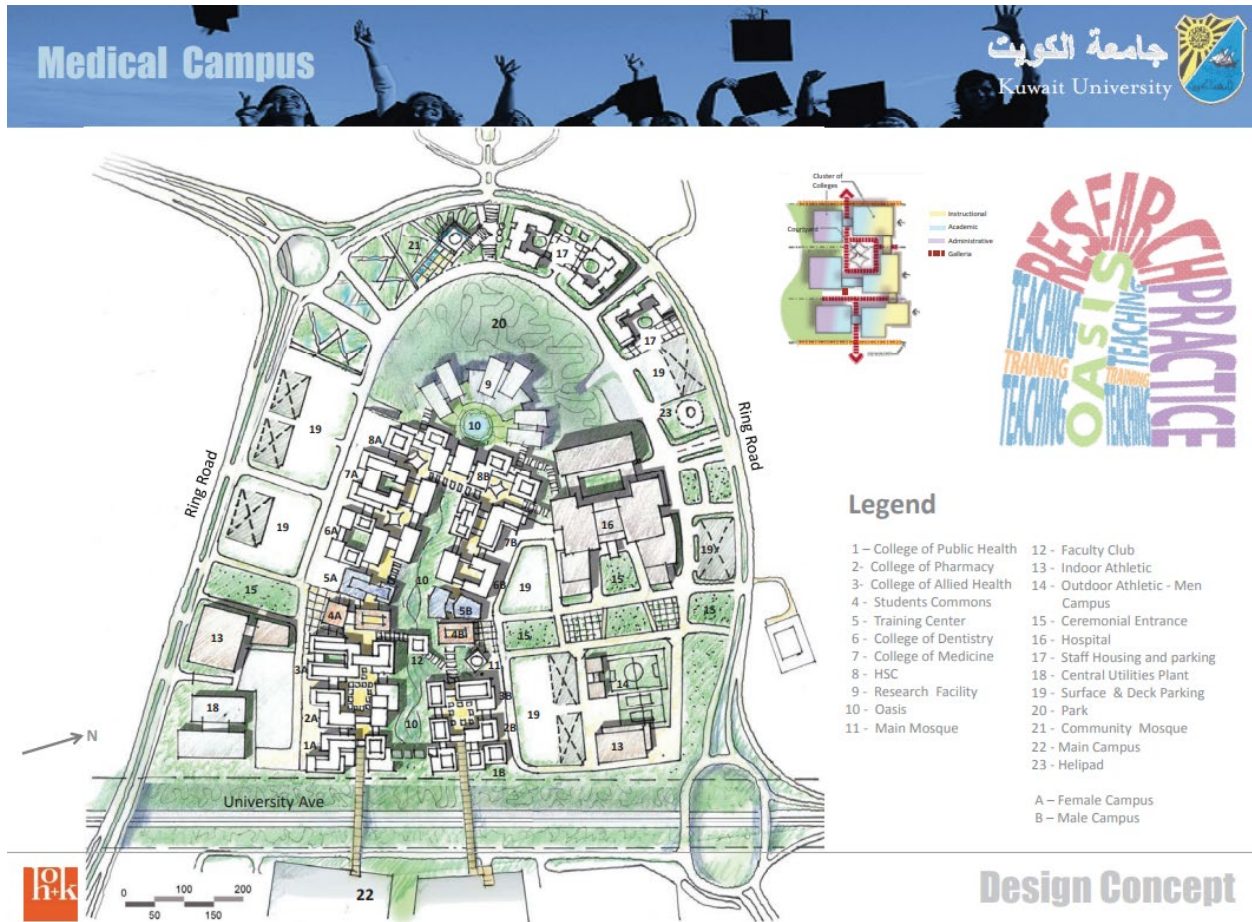 Medical Campus
جامعة الكويت
Kuwait University
Cluster of
Colleges
Courtyard
Instructional
Academic
Administrative
Galleria
RESEARCH
PRACTICE
OASIS
TEACHING
TRAINING
TEACHING
TEACHING
TRAINING
TEACHING
21
17
20
17
19
9
23
10
19
8A
8B
7A
16
19
6A
7B
19
5A
10
6B
19
15
15
15
4A
5B
4B
15
13
12
11
3A
14
3B
18
10
19
2A
2B
13
1A
1B
Ring Road
Ring Road
N
University Ave
22
0
100
200
50
150
Legend
1 – College of Public Health
2- College of Pharmacy
3- College of Allied Health
4 - Students Commons
5 - Training Center
6 - College of Dentistry
7 - College of Medicine
8 - HSC
9 - Research Facility
10 - Oasis
11 - Main Mosque
12 - Faculty Club
13 - Indoor Athletic
14 - Outdoor Athletic - Men
Campus
15 - Ceremonial Entrance
16 - Hospital
17 - Staff Housing and parking
18 - Central Utilities Plant
19 - Surface & Deck Parking
20 - Park
21 - Community Mosque
22 - Main Campus
23 - Helipad
A – Female Campus
B – Male Campus
hok
Design Concept